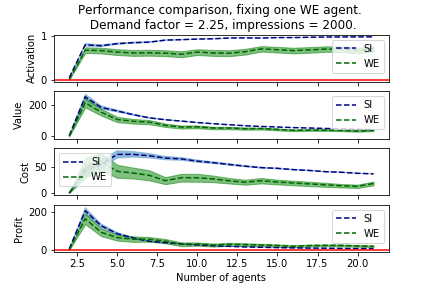 Performance comparison, fixing one WE agent.
Demand factor = 2.25, impressions = 2000.
Activation
1
0
SI
WE
Value
200
0
SI
WE
Cost
50
0
SI
WE
Profit
200
0
SI
WE
2.5 5.0 7.5 10.0 12.5 15.0 17.5 20.0
Number of agents